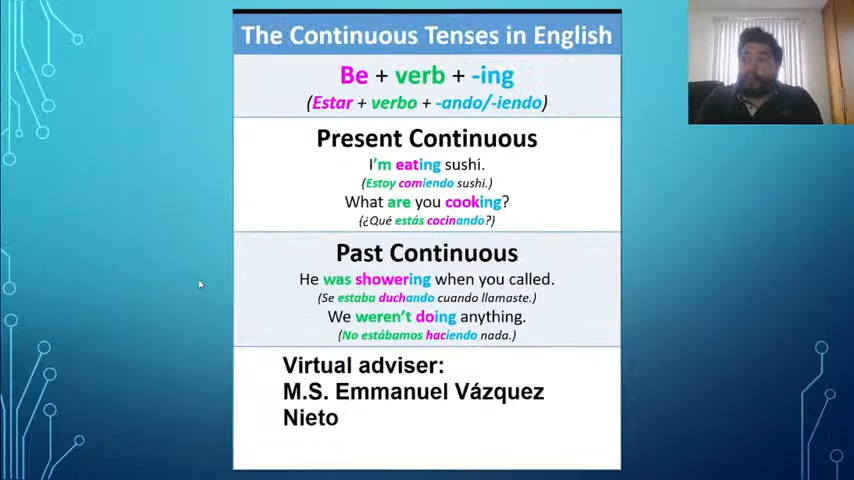 The Continuous Tenses in English
Be + verb + -ing
(Estar + verbo + -ando/-iendo)
Present Continuous
I'm eating sushi.
(Estoy comiendo sushi.)
What are you cooking?
(¿Qué estás cocinando?)
Past Continuous
He was showering when you called.
(Se estaba duchando cuando llamaste.)
We weren't doing anything.
(No estábamos haciendo nada.)
Virtual adviser:
M.S. Emmanuel Vázquez
Nieto